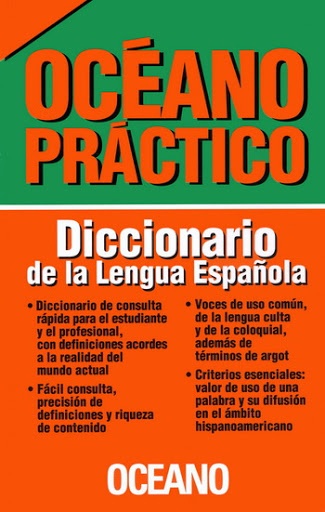 OCÉANO
PRÁCTICO
Diccionario
de la Lengua Española
• Diccionario de consulta
rápida para el estudiante
y el profesional,
con definiciones acordes
a la realidad del
mundo actual
• Fácil consulta,
precisión de
definiciones y riqueza
de contenido
• Voces de uso común,
de la lengua culta
y de la coloquial,
además de
términos de argot
• Criterios esenciales:
valor de uso de una
palabra y su difusión
en el ámbito
hispanoamericano
OCEANO